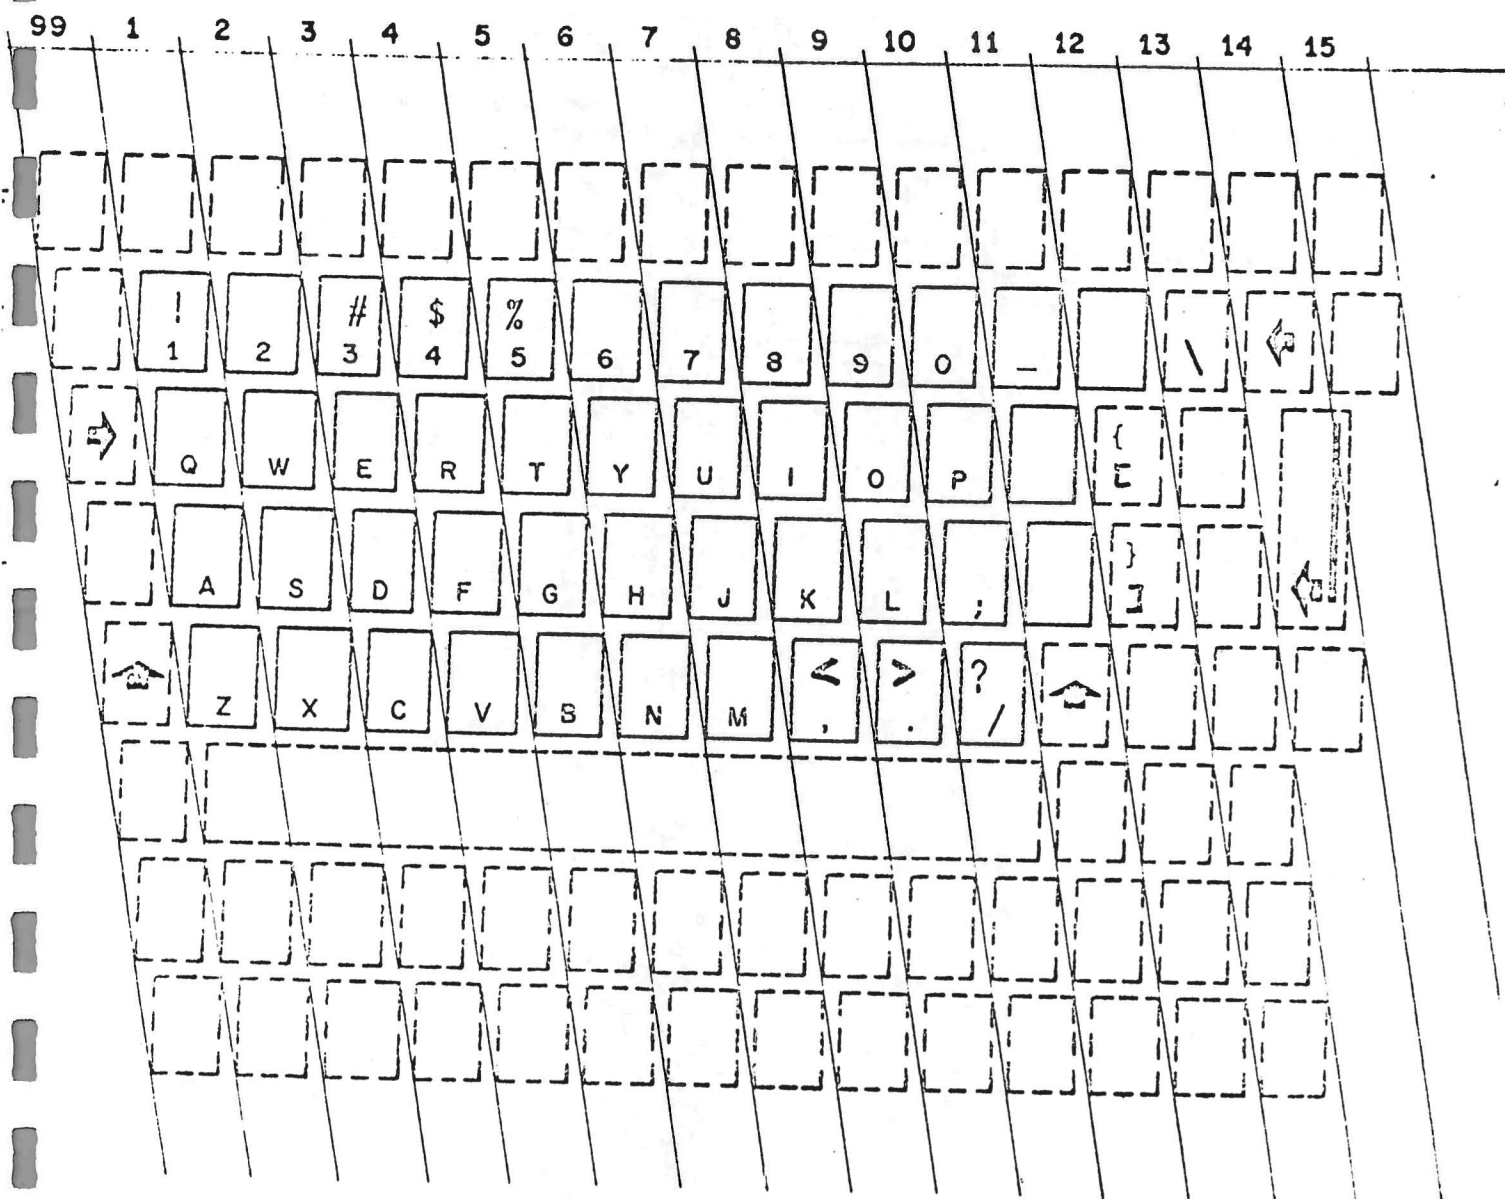 99 1 2 3 4 5 6 7 8 9 10 11 12 13 14 15
! # $ % 
1 2 3 4 5 6 7 8 9 0 _ \ ⇦
⇨ Q W E R T Y U I O P { [
A S D F G H J K L ; } ] ⇦
⇧ Z X C V B N M < , > . ? / ⇧